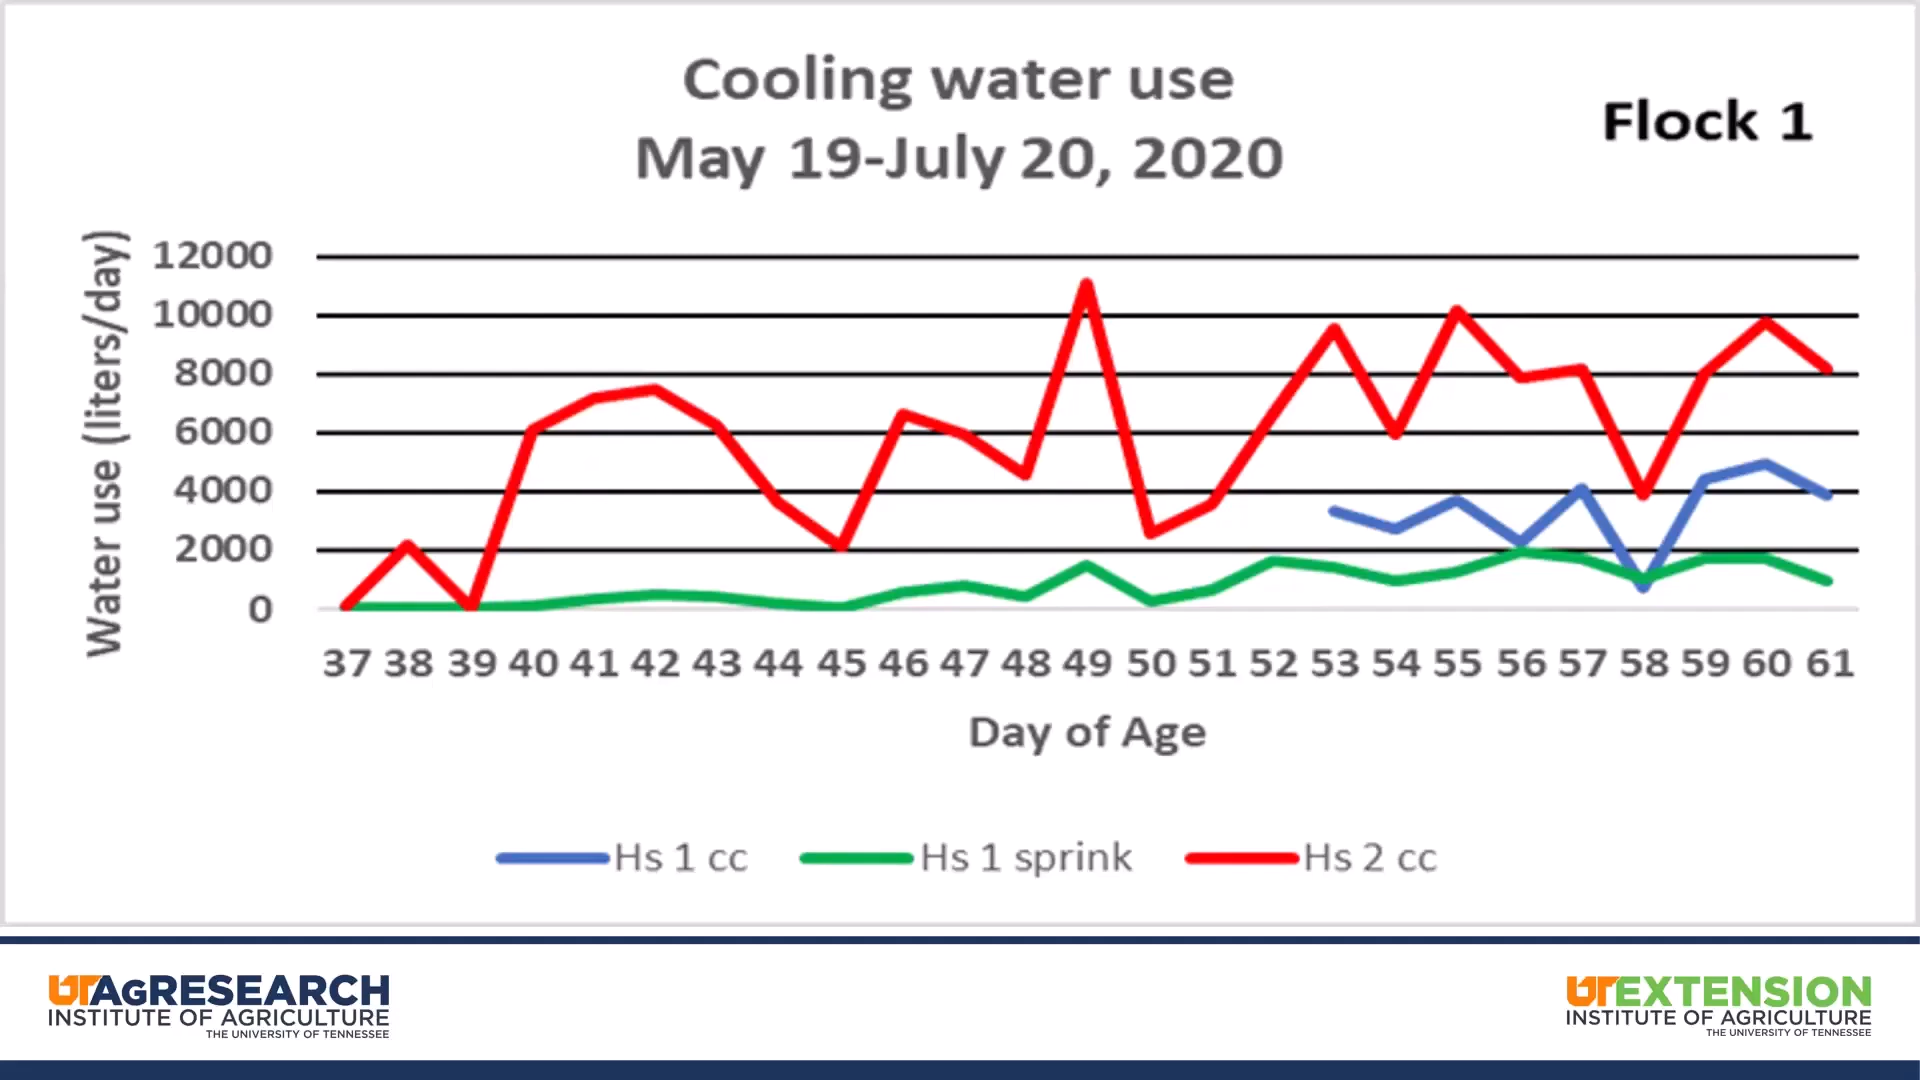 Cooling water use
May 19-July 20, 2020
Flock 1
Water use (liters/day)
12000
10000
8000
6000
4000
2000
0
37 38 39 40 41 42 43 44 45 46 47 48 49 50 51 52 53 54 55 56 57 58 59 60 61
Day of Age
Hs 1 cc Hs 1 sprink Hs 2 cc
UTAGRESEARCH
INSTITUTE OF AGRICULTURE
THE UNIVERSITY OF TENNESSEE
UTEXTENSION
INSTITUTE OF AGRICULTURE
THE UNIVERSITY OF TENNESSEE